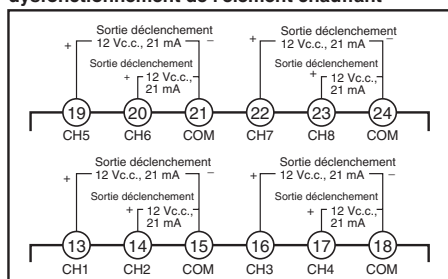 dysfonctionnement de l'élément chauffant
Sortie déclenchement Sortie déclenchement
+ 12 Vc.c., 21 mA – + 12 Vc.c., 21 mA –
Sortie déclenchement Sortie déclenchement
+ 12 Vc.c., + 12 Vc.c.,
21 mA 21 mA
19 20 21 22 23 24
CH5 CH6 COM CH7 CH8 COM
Sortie déclenchement Sortie déclenchement
+ 12 Vc.c., 21 mA – + 12 Vc.c., 21 mA –
Sortie déclenchement Sortie déclenchement
+ 12 Vc.c., + 12 Vc.c.,
21 mA 21 mA
13 14 15 16 17 18
CH1 CH2 COM CH3 CH4 COM